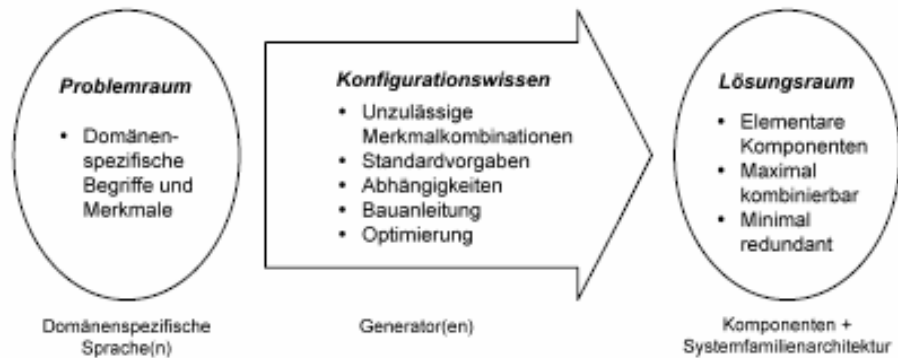 Problemraum
• Domänen-
spezifische
Begriffe und
Merkmale
Domänenspezifische
Sprache(n)
Konfigurationswissen
• Unzulässige
Merkmalkombinationen
• Standardvorgaben
• Abhängigkeiten
• Bauanleitung
• Optimierung
Generator(en)
Lösungsraum
• Elementare
Komponenten
• Maximal
kombinierbar
• Minimal
redundant
Komponenten +
Systemfamilienarchitektur